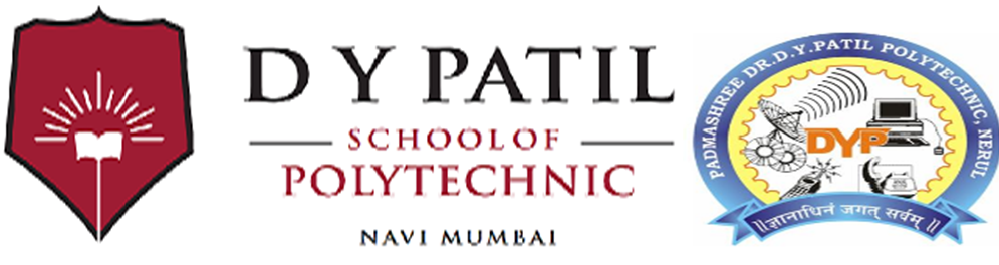 D Y PATIL
SCHOOL OF
POLYTECHNIC
NAVI MUMBAI
PADMASHREE DR.D.Y.PATIL POLYTECHNIC, NERUL
DYP
॥ज्ञानाधिनं जगत् सर्वम्॥